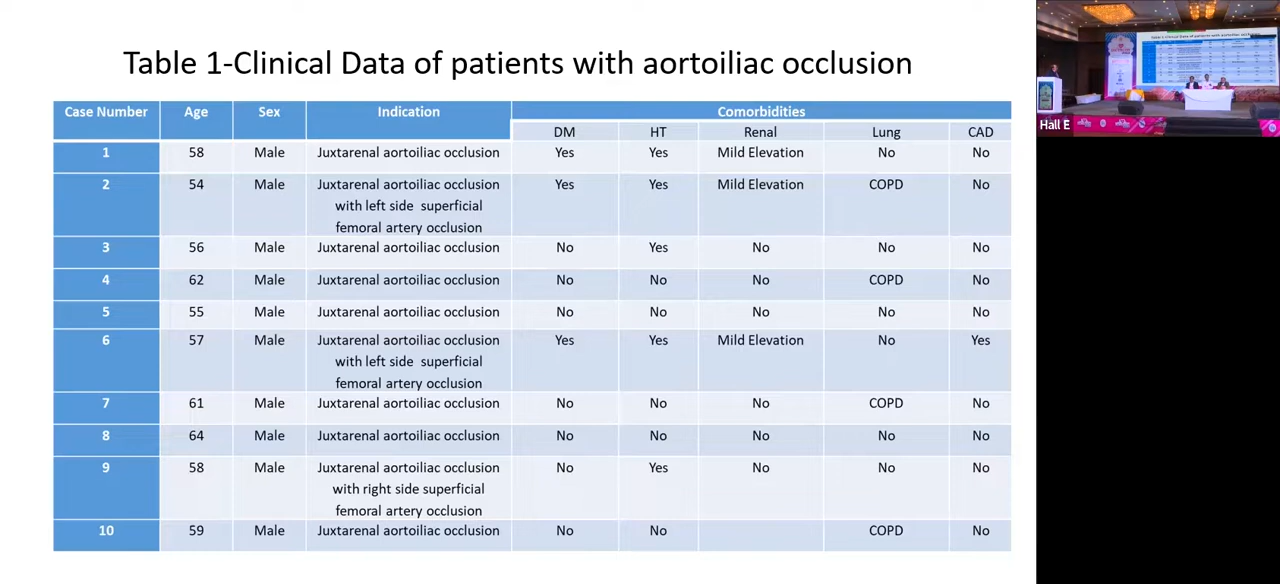 Table 1-Clinical Data of patients with aortoiliac occlusion
Case Number Age Sex Indication Comorbidities
DM HT Renal Lung CAD
1 58 Male Juxtarenal aortoiliac occlusion Yes Yes Mild Elevation No No
2 54 Male Juxtarenal aortoiliac occlusion Yes Yes Mild Elevation COPD No
with left side superficial
femoral artery occlusion
3 56 Male Juxtarenal aortoiliac occlusion No Yes No No No
4 62 Male Juxtarenal aortoiliac occlusion No No No COPD No
5 55 Male Juxtarenal aortoiliac occlusion No No No No No
6 57 Male Juxtarenal aortoiliac occlusion Yes Yes Mild Elevation No Yes
with left side superficial
femoral artery occlusion
7 61 Male Juxtarenal aortoiliac occlusion No No No COPD No
8 64 Male Juxtarenal aortoiliac occlusion No No No No No
9 58 Male Juxtarenal aortoiliac occlusion No Yes No No No
with right side superficial
femoral artery occlusion
10 59 Male Juxtarenal aortoiliac occlusion No No COPD No
Hall E